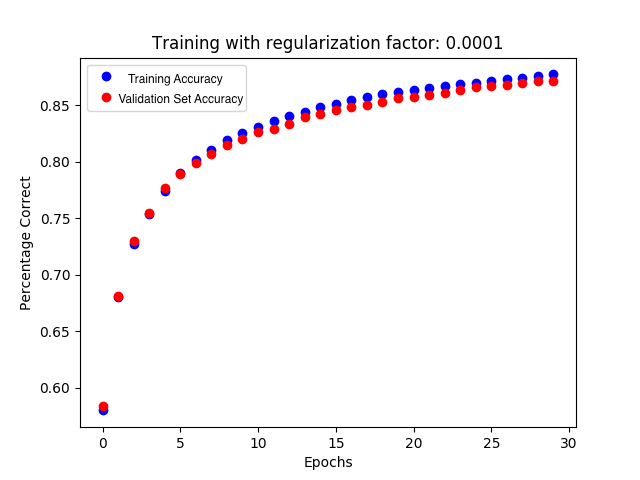 Training with regularization factor: 0.0001
Training Accuracy
Validation Set Accuracy
0.85
0.80
0.75
0.70
0.65
0.60
Percentage Correct
0 5 10 15 20 25 30
Epochs